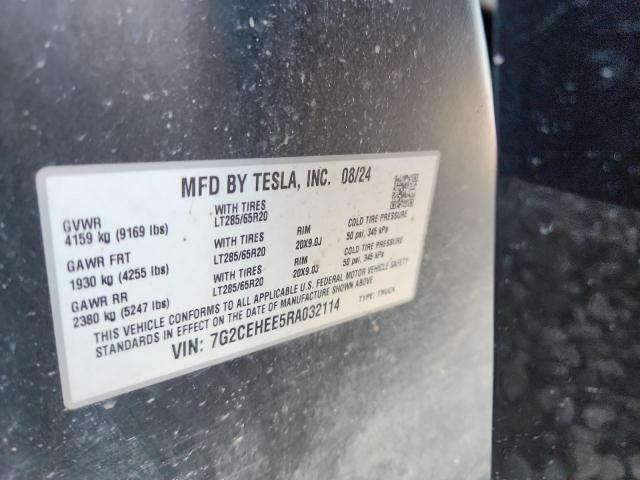 MFD BY TESLA, INC. 08/24
GVWR WITH TIRES
4159 kg (9169 lbs) LT285/65R20 RIM COLD TIRE PRESSURE
GAWR FRT WITH TIRES 20X9.0J 50 psi, 345 kPa
1930 kg (4255 lbs) LT285/65R20 RIM COLD TIRE PRESSURE
GAWR RR WITH TIRES 20X9.0J 50 psi, 345 kPa
2380 kg (5247 lbs) LT285/65R20
THIS VEHICLE CONFORMS TO ALL APPLICABLE U.S. FEDERAL MOTOR VEHICLE SAFETY
STANDARDS IN EFFECT ON THE DATE OF MANUFACTURE SHOWN ABOVE.
VIN: 7G2CEHEE5RA032114 TYPE: TRUCK